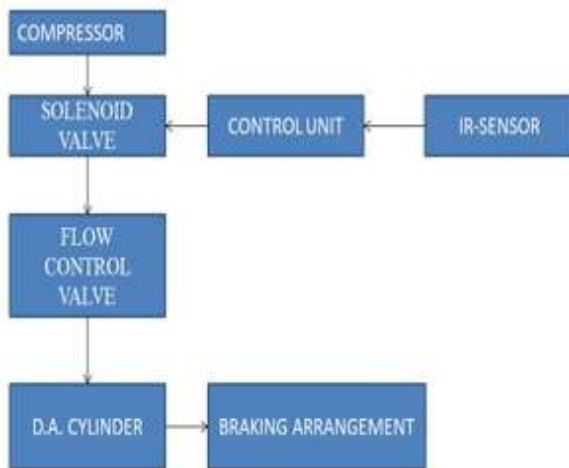 COMPRESSOR
SOLENOID
VALVE
CONTROL UNIT
IR-SENSOR
FLOW
CONTROL
VALVE
D.A. CYLINDER
BRAKING ARRANGEMENT